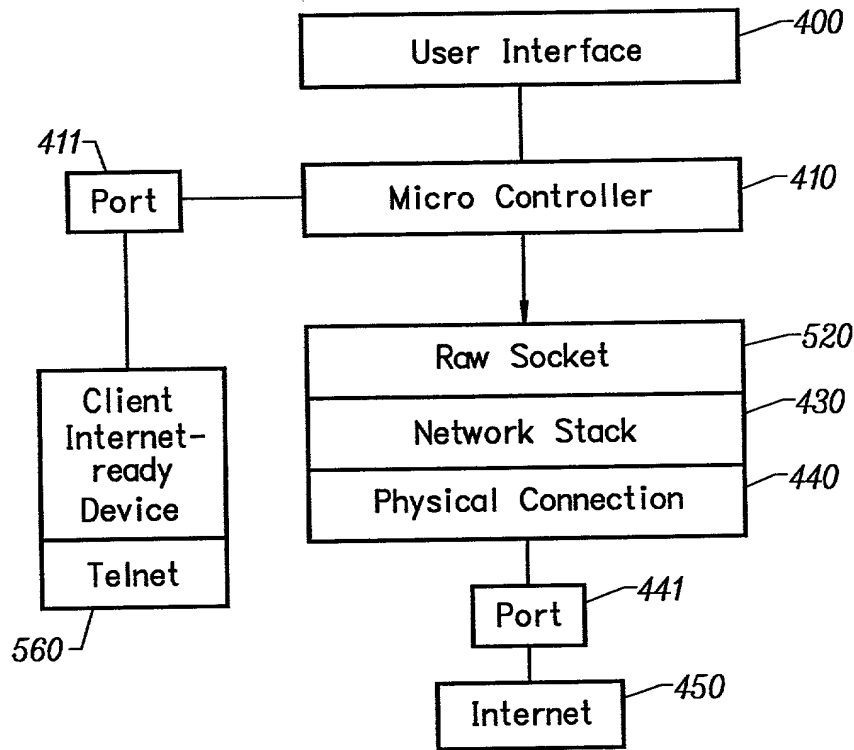 User Interface
400
411
Port
Micro Controller
410
Raw Socket
520
Network Stack
430
Physical Connection
440
Client
Internet-
ready
Device
Telnet
560
Port
441
Internet
450